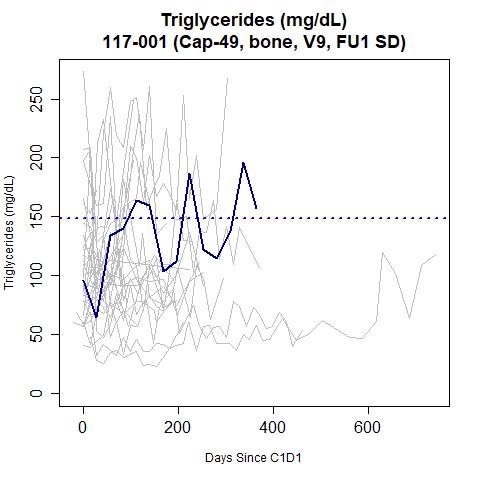 Triglycerides (mg/dL)
117-001 (Cap-49, bone, V9, FU1 SD)
Triglycerides (mg/dL)
250
200
150
100
50
0
0
200
400
600
Days Since C1D1